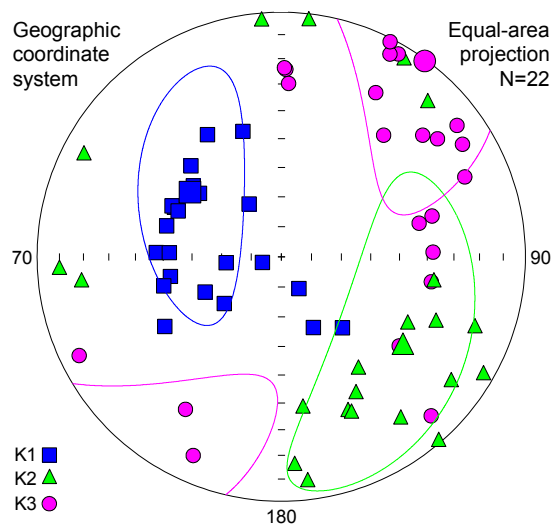 Geographic
coordinate
system
Equal-area
projection
N=22
70
90
K1
K2
K3
180